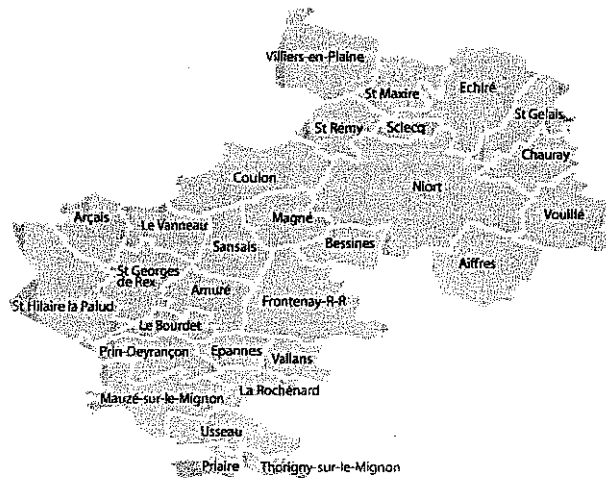 Villiers-en-Plaine
Echiré
St Maxire
St Gelais
St Rémy
Sciecq
Chauray
Coulon
Niort
Arçais
Le Vanneau
Magné
Vouillé
Sansais
Bessines
Aiffres
St Georges
de Rex
Amuré
St Hilaire la Palud
Frontenay-R-R
Le Bourdet
Prin-Deyrançon
Epannes
Vallans
La Rochénard
Mauzé-sur-le-Mignon
Usseau
Priaire
Thorigny-sur-le-Mignon